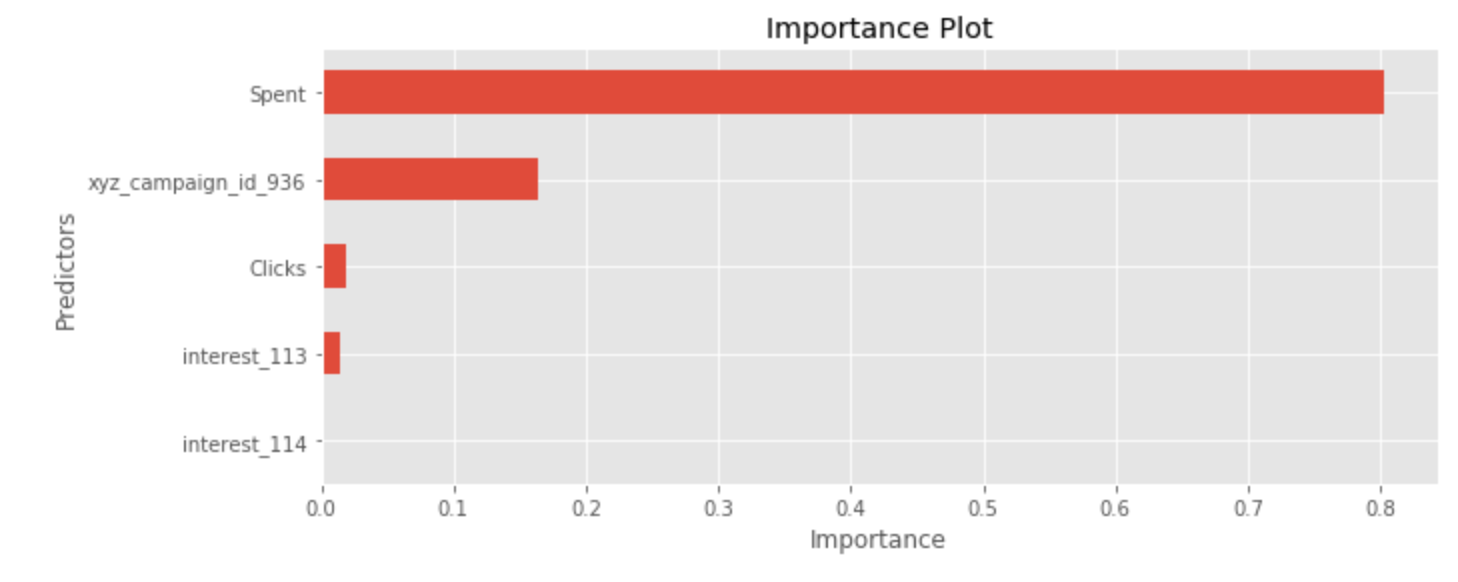 Importance Plot
Spent
xyz_campaign_id_936
Clicks
interest_113
interest_114
Predictors
0.0 0.1 0.2 0.3 0.4 0.5 0.6 0.7 0.8
Importance